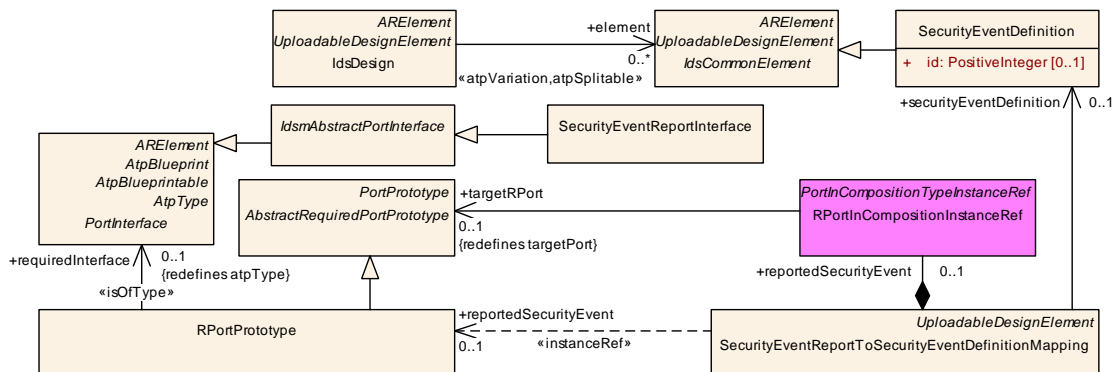 ARElement
UploadableDesignElement
IdsDesign
+element
0..*
«atpVariation,atpSplitable»
ARElement
UploadableDesignElement
IdsCommonElement
SecurityEventDefinition
+ id: PositiveInteger [0..1]
+securityEventDefinition
0..1
IdsmAbstractPortInterface
SecurityEventReportInterface
ARElement
AtpBlueprint
AtpBlueprintable
AtpType
PortInterface
PortPrototype
AbstractRequiredPortPrototype
+targetRPort
0..1
{redefines targetPort}
PortInCompositionTypeInstanceRef
RPortInCompositionInstanceRef
+requiredInterface
0..1
{redefines atpType}
«isOfType»
+reportedSecurityEvent
0..1
RPortPrototype
+reportedSecurityEvent
0..1
«instanceRef»
UploadableDesignElement
SecurityEventReportToSecurityEventDefinitionMapping